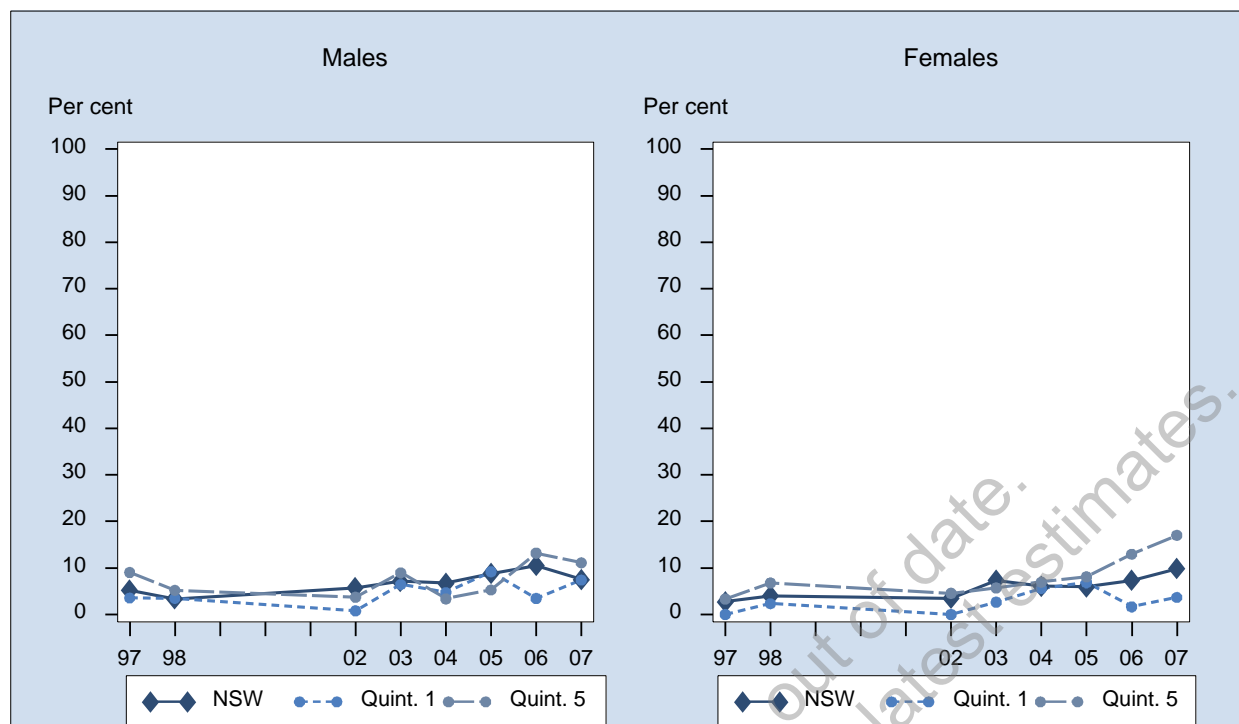 Males
Per cent
100
90
80
70
60
50
40
30
20
10
0
97 98 02 03 04 05 06 07
NSW Quint. 1 Quint. 5
Females
Per cent
100
90
80
70
60
50
40
30
20
10
0
97 98 02 03 04 05 06 07
NSW Quint. 1 Quint. 5
out of date.
latest estimates.